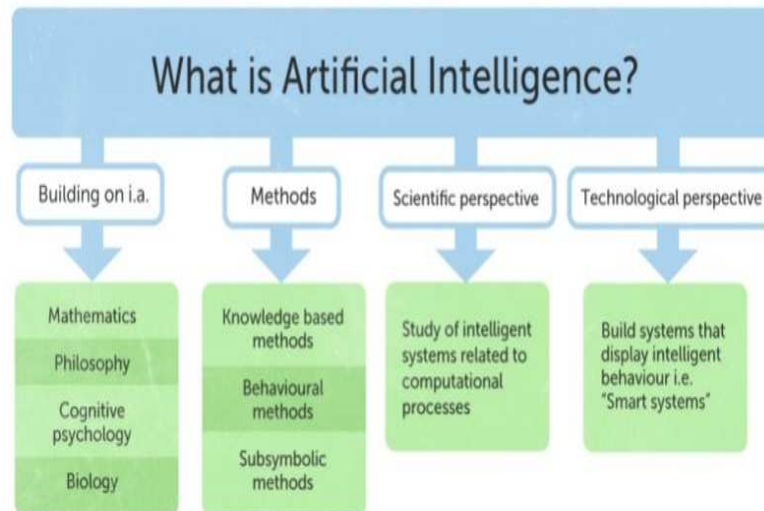 What is Artificial Intelligence?
Building on i.a.
Methods
Scientific perspective
Technological perspective
Mathematics
Philosophy
Cognitive
psychology
Biology
Knowledge based
methods
Behavioural
methods
Subsymbolic
methods
Study of intelligent
systems related to
computational
processes
Build systems that
display intelligent
behaviour i.e.
"Smart systems"